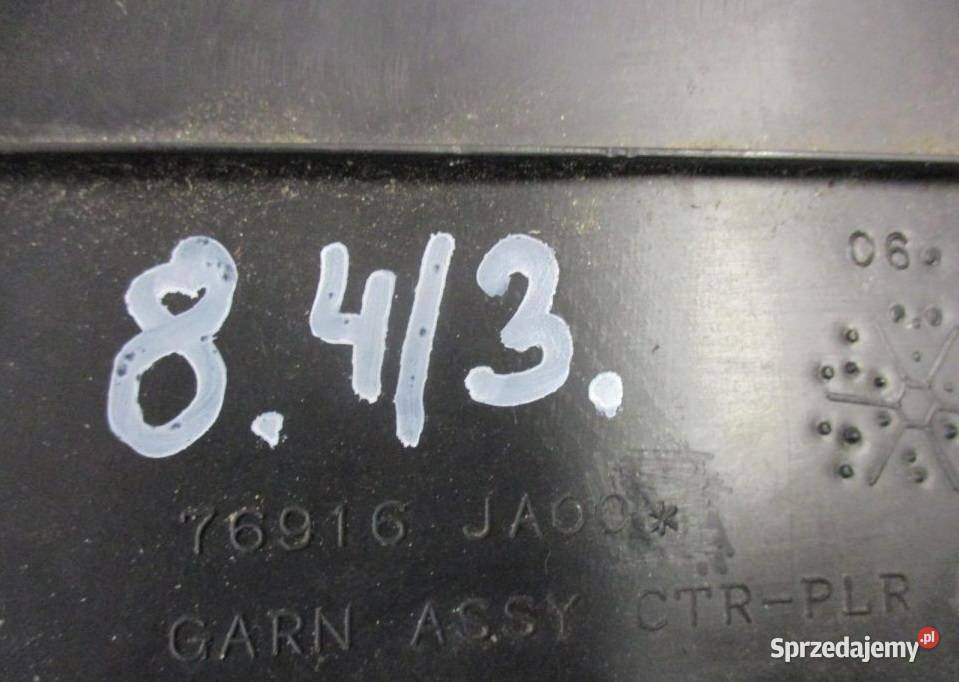 06
8.4/3.
76916 JA00*
GARN ASSY CTR-PLR
Sprzedajemy.pl